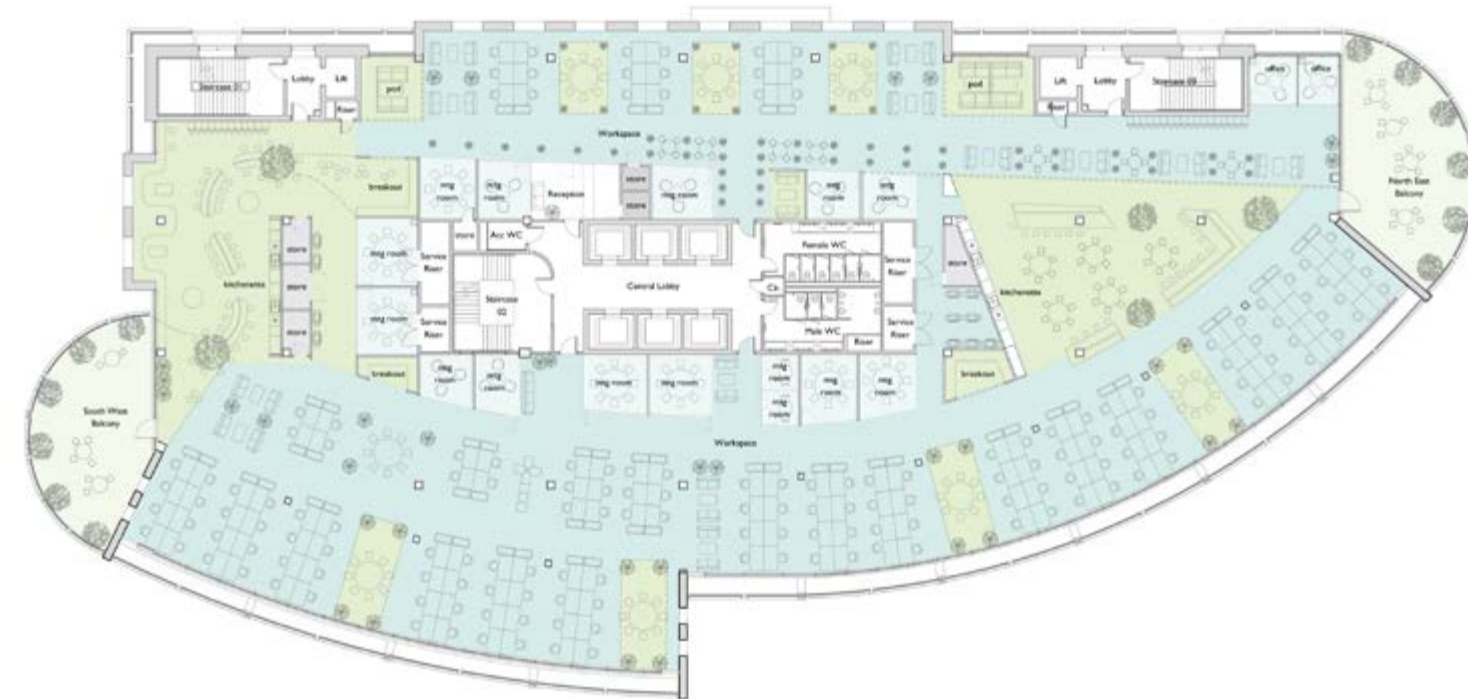 Staircase 01
Lobby
Lift
Riser
pod
pod
Lift
Lobby
Staircase 03
Riser
office
office
Workspace
breakout
mtg
room
mtg
room
Reception
store
store
mtg room
mtg
room
mtg
room
North East
Balcony
store
Acc WC
Female WC
store
mtg room
Service
Riser
Service
Riser
store
kitchenette
store
Staircase
02
Central Lobby
kitchenette
mtg room
Service
Riser
store
Male WC
Riser
Service
Riser
breakout
mtg
room
mtg
room
mtg room
mtg room
mtg
room
mtg
room
mtg
room
mtg
room
breakout
South West
Balcony
Workspace